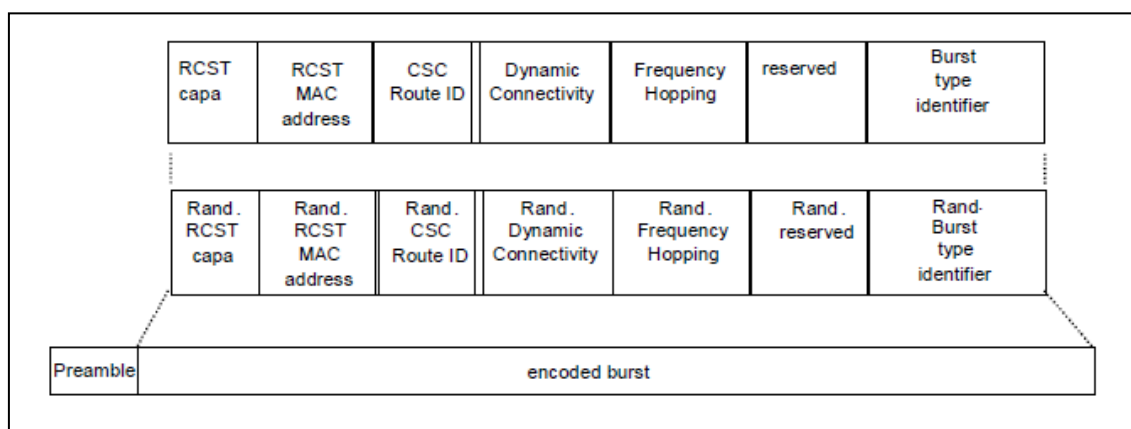 RCST
capa
RCST
MAC
address
CSC
Route ID
Dynamic
Connectivity
Frequency
Hopping
reserved
Burst
type
identifier
Rand.
RCST
capa
Rand.
RCST
MAC
address
Rand.
CSC
Route ID
Rand.
Dynamic
Connectivity
Rand.
Frequency
Hopping
Rand.
reserved
Rand-
Burst
type
identifier
Preamble
encoded burst